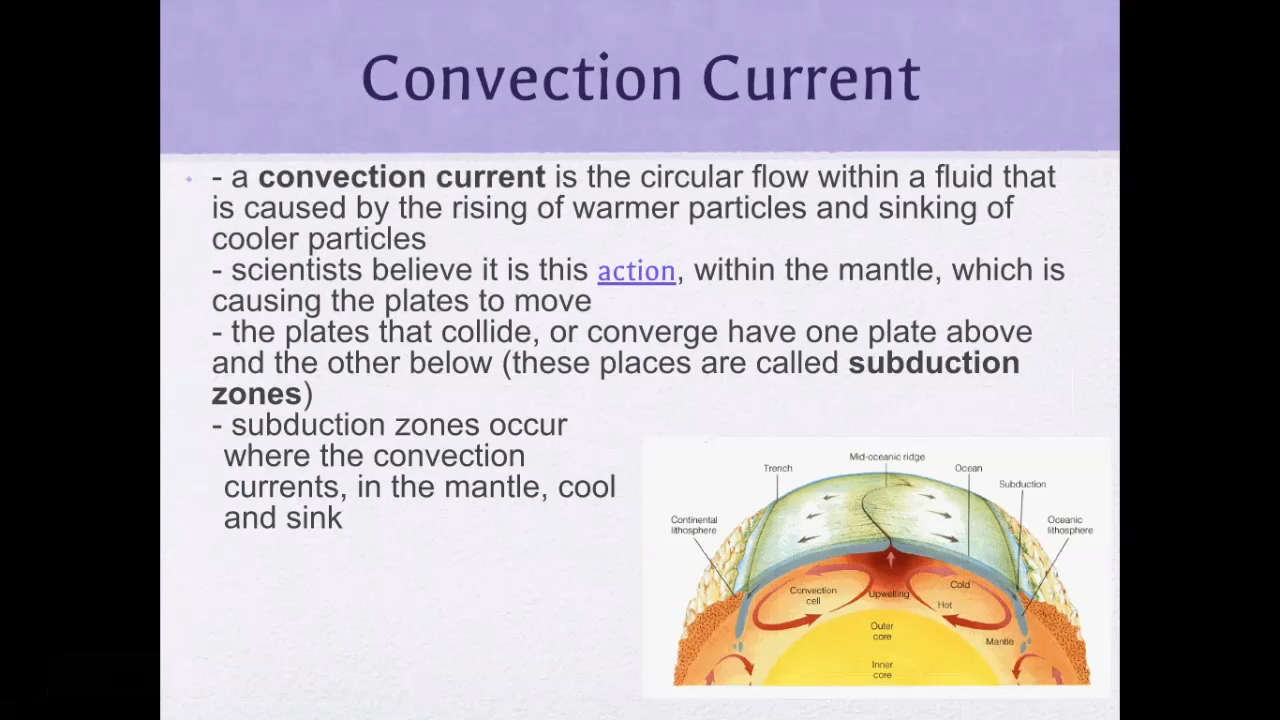 Convection Current
- a convection current is the circular flow within a fluid that
is caused by the rising of warmer particles and sinking of
cooler particles
- scientists believe it is this action, within the mantle, which is
causing the plates to move
- the plates that collide, or converge have one plate above
and the other below (these places are called subduction
zones)
- subduction zones occur
where the convection
currents, in the mantle, cool
and sink
Mid-oceanic ridge
Trench
Ocean
Subduction
Continental
lithosphere
Oceanic
lithosphere
Convection
cell
Upwelling
Cold
Hot
Outer
core
Mantle
Inner
core